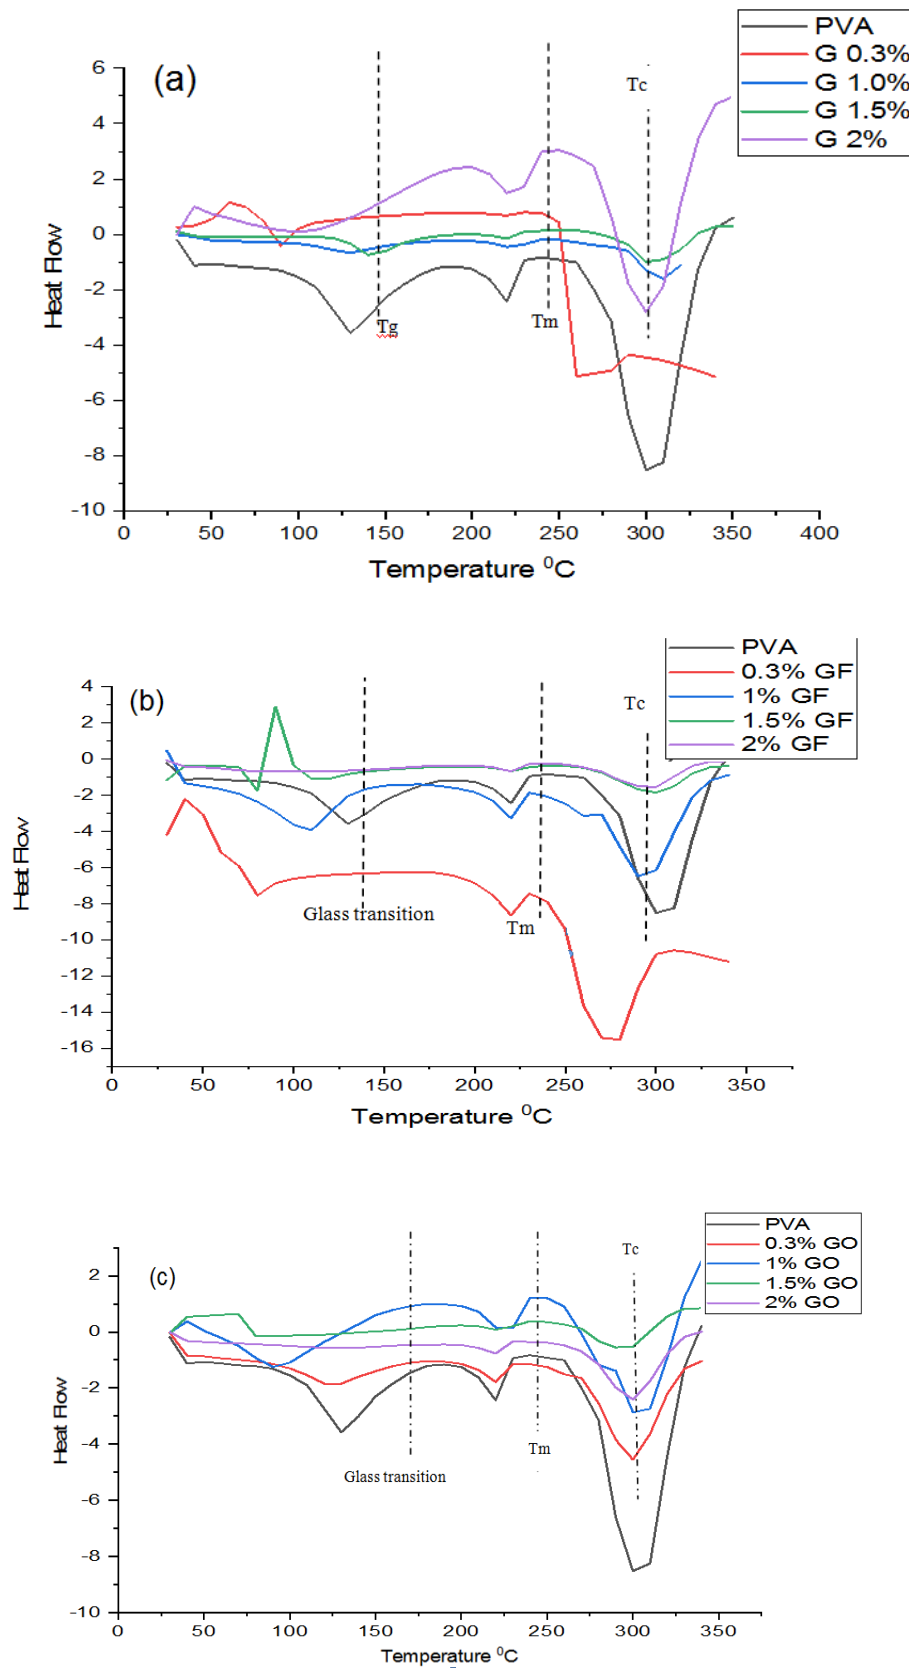 (a)
PVA
G 0.3%
G 1.0%
G 1.5%
G 2%
Tc
Tg
Tm
6
4
2
0
-2
-4
-6
-8
-10
Heat Flow
0 50 100 150 200 250 300 350 400
Temperature ⁰C
(b)
PVA
0.3% GF
1% GF
1.5% GF
2% GF
Tc
Glass transition
Tm
4
2
0
-2
-4
-6
-8
-10
-12
-14
-16
Heat Flow
0 50 100 150 200 250 300 350
Temperature ⁰C
(c)
PVA
0.3% GO
1% GO
1.5% GO
2% GO
Tc
Tm
Glass transition
2
0
-2
-4
-6
-8
-10
Heat Flow
0 50 100 150 200 250 300 350
Temperature ⁰C